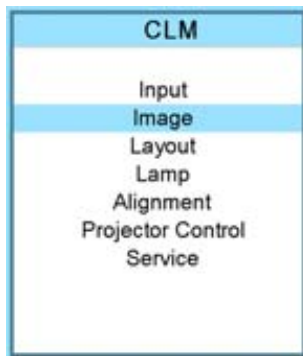 CLM
Input
Image
Layout
Lamp
Alignment
Projector Control
Service